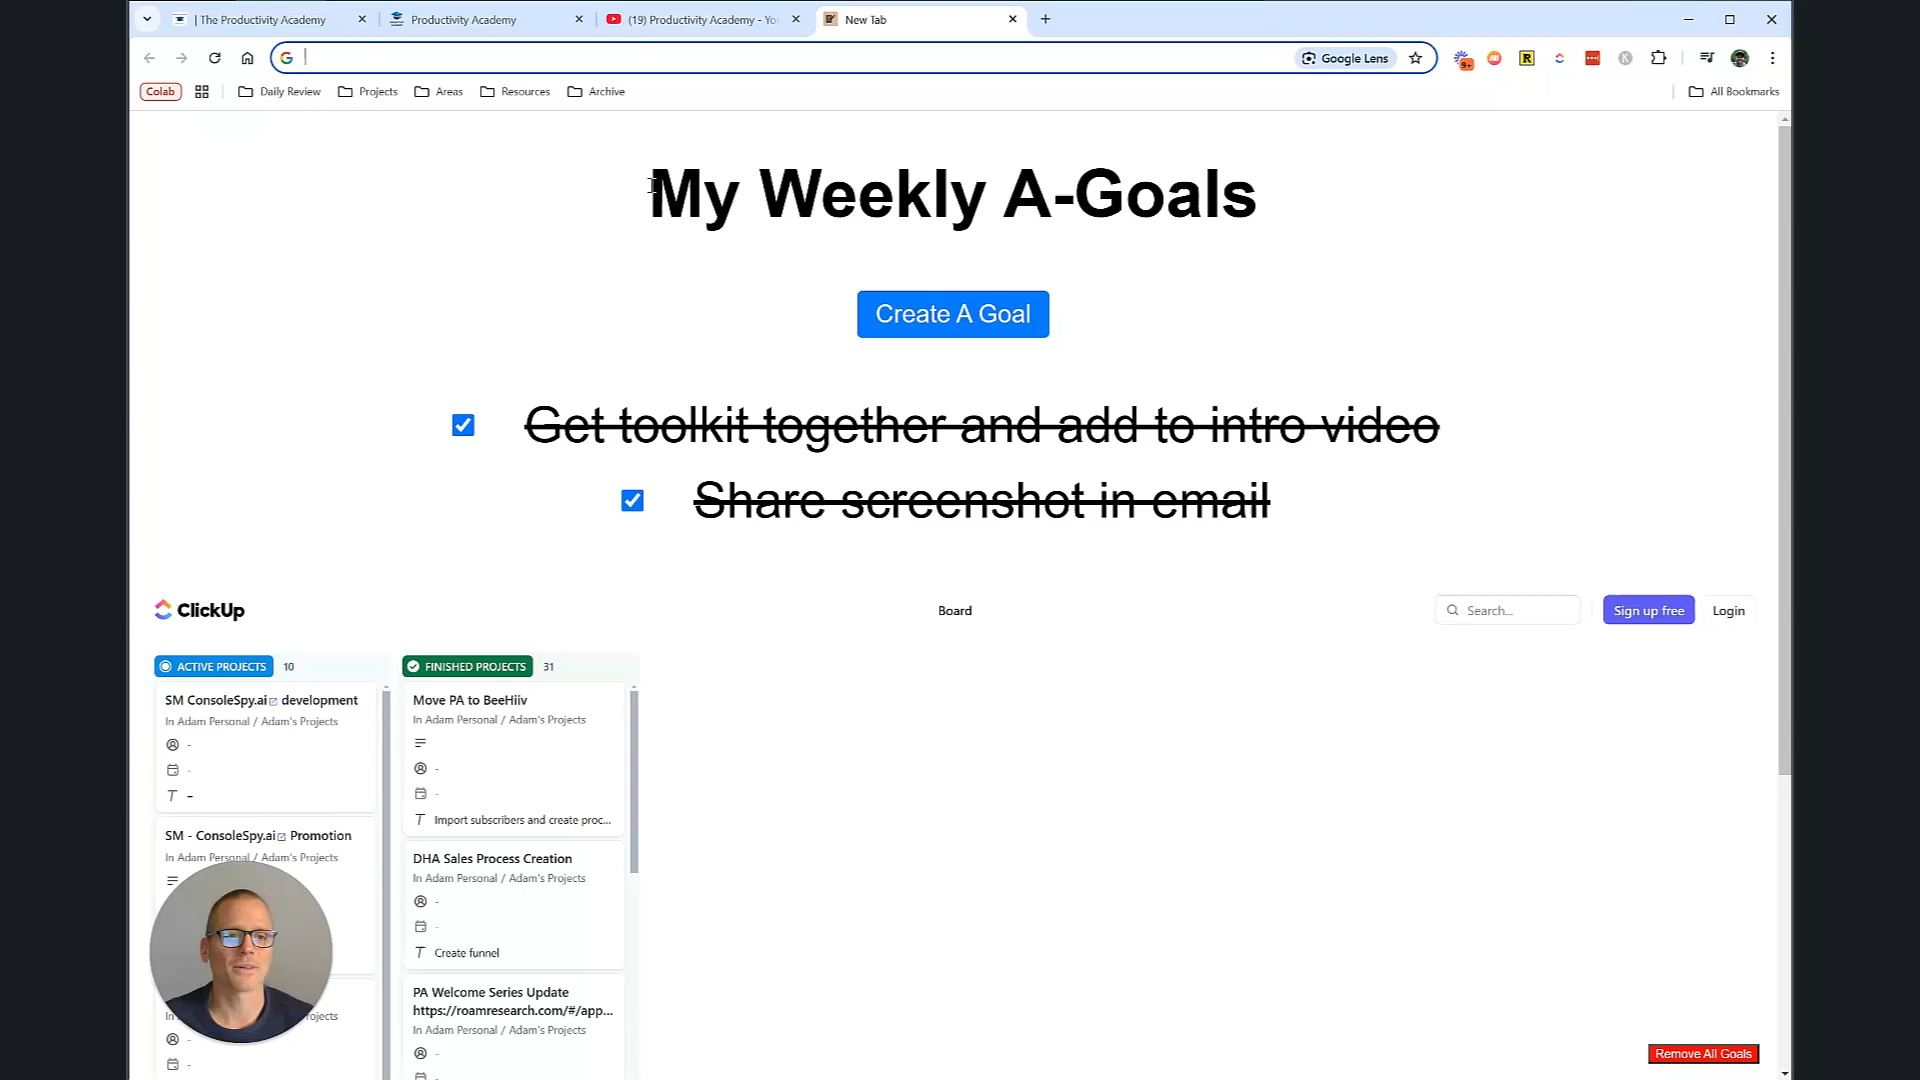 | The Productivity Academy
Productivity Academy
(19) Productivity Academy - Yo
New Tab
Google Lens
9+
R
K
Colab
Daily Review
Projects
Areas
Resources
Archive
All Bookmarks
My Weekly A-Goals
Create A Goal
Get toolkit together and add to intro video
Share screenshot in email
ClickUp
Board
Search...
Sign up free
Login
ACTIVE PROJECTS 10
SM ConsoleSpy.ai development
In Adam Personal / Adam's Projects
-
-
T –
SM - ConsoleSpy.ai Promotion
In Adam Personal / Adam's Projects
In
rojects
-
-
FINISHED PROJECTS 31
Move PA to BeeHiiv
In Adam Personal / Adam's Projects
-
-
T Import subscribers and create proc...
DHA Sales Process Creation
In Adam Personal / Adam's Projects
-
-
T Create funnel
PA Welcome Series Update
https://roamresearch.com/#/app...
In Adam Personal / Adam's Projects
-
Remove All Goals